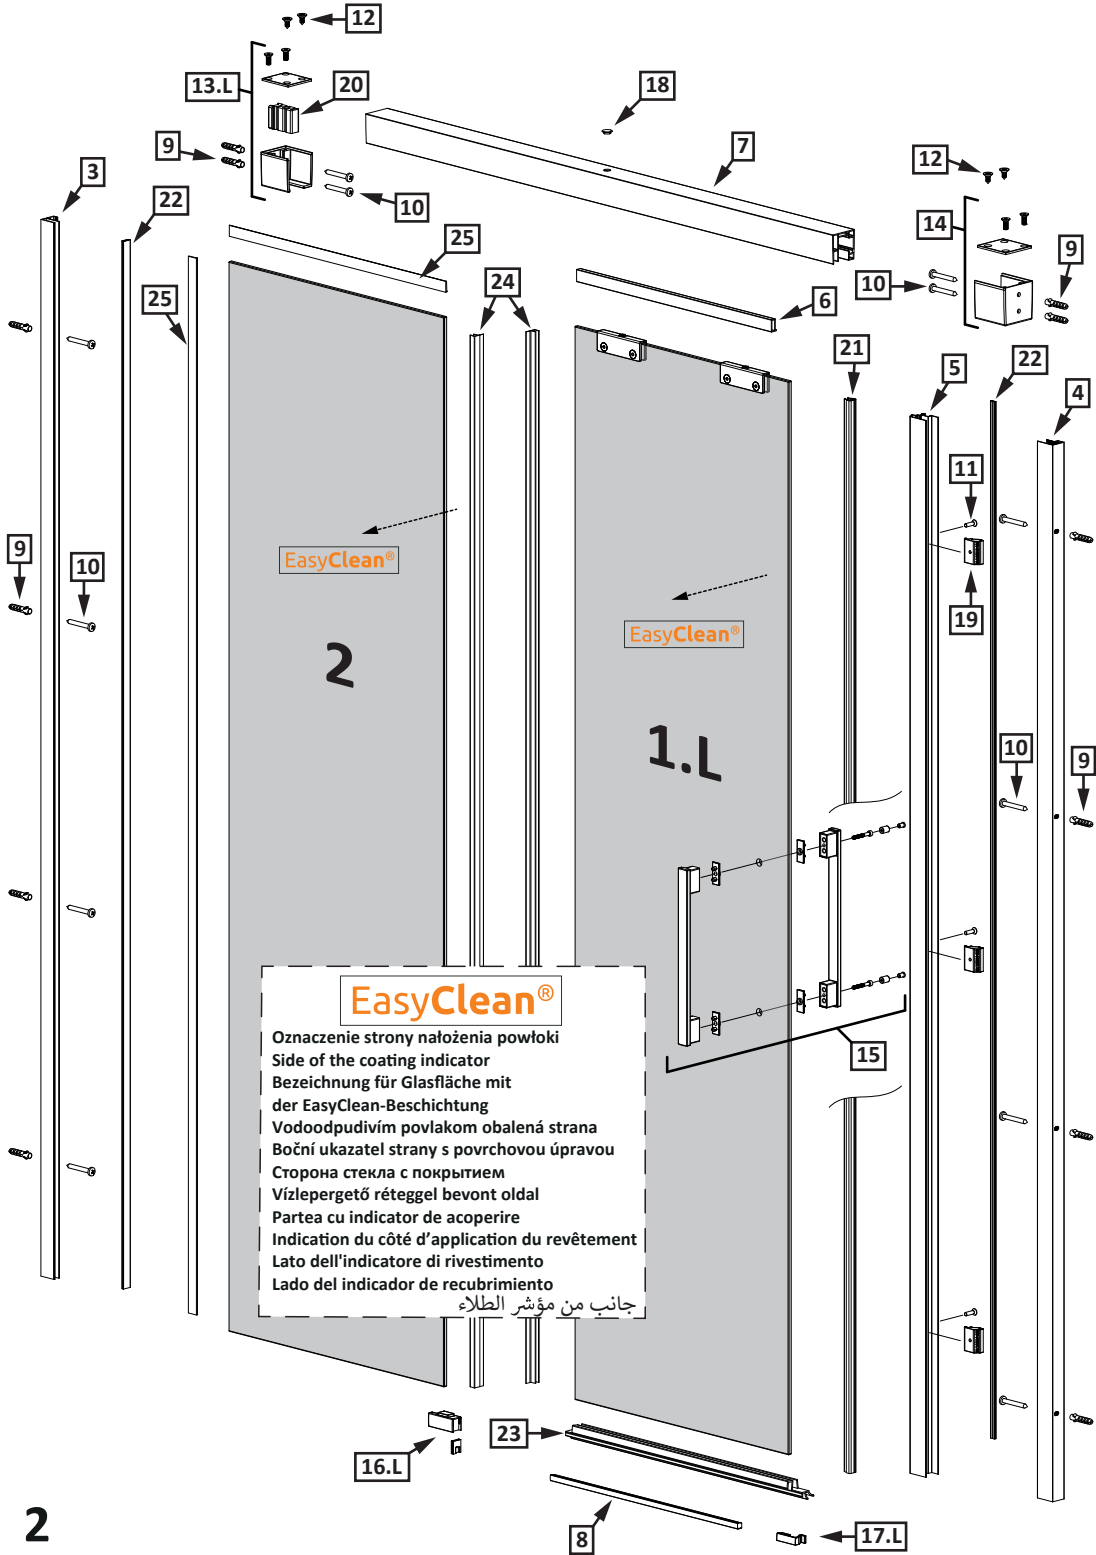 12
13.L
20
18
9
7
3
12
22
10
14
25
9
24
10
6
25
21
5
22
4
11
EasyClean®
9
10
19
EasyClean®
2
1.L
10
9
EasyClean®
Oznaczenie strony nałożenia powłoki
Side of the coating indicator
Bezeichnung für Glasfläche mit
der EasyClean-Beschichtung
Vodoodpudivím povlakom obalená strana
Boční ukazatel strany s povrchovou úpravou
Сторона стекла с покрытием
Vízlepergető réteggel bevont oldal
Partea cu indicator de acoperire
Indication du côté d’application du revêtement
Lato dell'indicatore di rivestimento
Lado del indicador de recubrimiento
جانب من مؤشر الطلاء
15
23
16.L
8
17.L
2